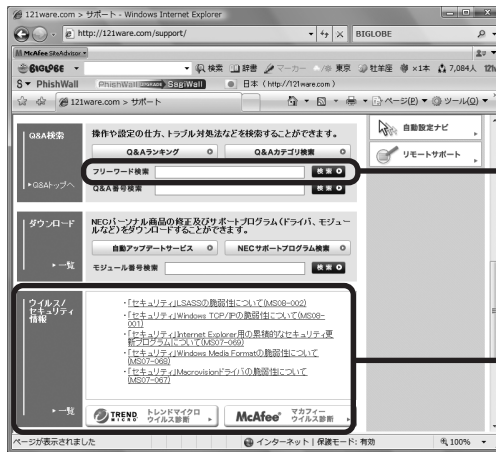 121ware.com > サポート - Windows Internet Explorer
http://121ware.com/support/
BIGLOBE
McAfee SiteAdvisor
BIGLOBE
検索 辞書 マーカー -/0 東京 牡羊座 ×1本 7,084人 12th
PhishWall PhishWall UPGRADE SagiWall 日本 (http://121ware.com)
121ware.com > サポート
ページ(P) ツール(O)
Q&A検索
操作や設定の仕方、トラブル対処法などを検索することができます。
Q&Aランキング Q&Aカテゴリ検索
フリーワード検索 検索
Q&A番号検索 検索
▸Q&Aトップへ
自動設定ナビ
リモートサポート
ダウンロード
NECパーソナル商品の修正及びサポートプログラム(ドライバ、モジュールなど)をダウンロードすることができます。
自動アップデートサービス NECサポートプログラム検索
モジュール番号検索 検索
▸一覧
ウイルス/
セキュリティ
情報
・「セキュリティ」LSASSの脆弱性について(MS08-002)
・「セキュリティ」Windows TCP/IPの脆弱性について(MS08-
001)
・「セキュリティ」Internet Explorer用の累積的なセキュリティ更
新プログラムについて(MS07-069)
・「セキュリティ」Windows Media Formatの脆弱性について
(MS07-068)
・「セキュリティ」Macrovisionドライバの脆弱性について
(MS07-067)
▸一覧
TREND MICRO トレンドマイクロ ウイルス診断
McAfee マカフィー ウイルス診断
ページが表示されました
インターネット | 保護モード: 有効
100%